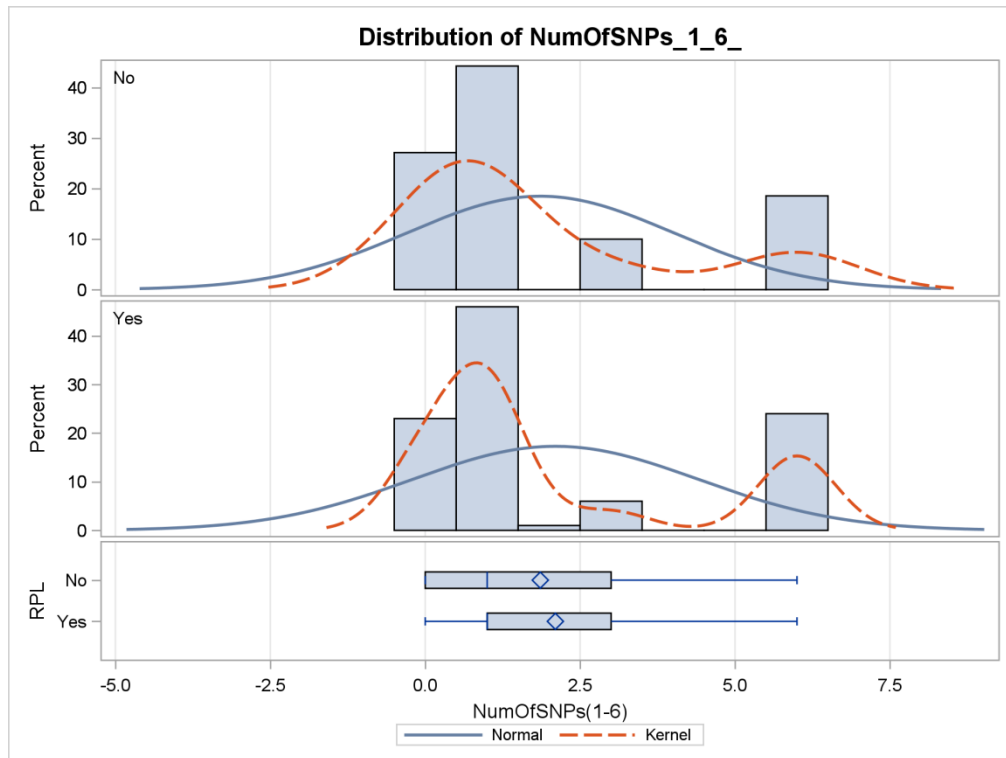 Distribution of NumOfSNPs_1_6_
No
Percent
40
30
20
10
0
Yes
Percent
40
30
20
10
0
RPL
No
Yes
-5.0 -2.5 0.0 2.5 5.0 7.5
NumOfSNPs(1-6)
Normal Kernel